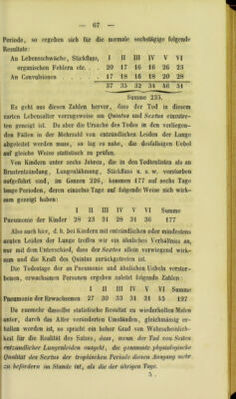 — 67 —
Periode, so ergeben sich für die normale sechstägige folgende
Resultate:
An Lebensschwäche, Stickfluss, I II III IV V VI
organischen Fehlern etc. . . 20 17 16 16 26 23
An Convulsionen . . . . . 17 18 16 18 20 28
37 35 32 34 46 51
Summe 235.
Es geht aus diesen Zahlen hervor, dass der Tod in diesem
zarten Lebensalter vorzugsweise am Quintus und Sextus einzutre-
ten geneigt ist. Da aber die Ursache des Todes in den vorliegen-
den Fällen in der Mehrzahl von entzündlichen Leiden der Lunge
abgeleitet werden muss, so lag es nahe, die desfallsigen Uebel
auf gleiche Weise statistisch zu prüfen.
Von Kindern unter sechs Jahren, die in den Todtenlisten als an
Brustentzündung, Lungenlähmung, Stickfluss u. s. w. verstorben
aufgeführt sind, im Ganzen 226, kommen 177 auf sechs Tage
lange Perioden, deren einzelne Tage auf folgende Weise sich wirk-
sam gezeigt haben:
I II III IV V VI Summe
Pneumonie der Kinder 28 23 31 28 31 36 177
Also auch hier, d. h. bei Kindern mit entzündlichen oder mindestens
acuten Leiden der Lunge treffen wir ein ähnliches Verhältniss an,
nur mit dem Unterschied, dass der Sextus allein vorwiegend wirk-
sam und die Kraft des Quintus zurückgetreten ist.
Die Todestage der an Pneumonie und ähnlichen Uebeln verstor-
benen, erwachsenen Personen ergeben zuletzt folgende Zahlen:
I II III IV V VI Summe
Pneumonie der Erwachsenen 27 30 33 31 31 45 197
Da nunmehr dasselbe statistische Resultat zu wiederholten Malen
unter, durch das Alter veränderten Umständen, gleichmässig er-
halten worden ist, so spricht ein hoher Grad von Wahrscheinlich-
keit für die Realität des Satzes, dass, wenn der Tod von Seiten
entzündlicher Lungenleiden ausgeht, die genannte physiologische
Qualität des Sextus der trophischen Periode diesen Ausgang mehr
zu befördern im Stande ist, als die der übrigen Tage.
5 .